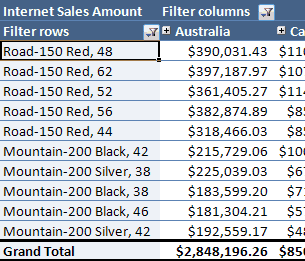 Internet Sales Amount Filter columns
Filter rows Australia Ca
Road-150 Red, 48 $390,031.43 $11
Road-150 Red, 62 $397,187.97 $10
Road-150 Red, 52 $361,405.27 $11
Road-150 Red, 56 $382,874.89 $8
Road-150 Red, 44 $318,466.03 $8
Mountain-200 Black, 42 $215,729.06 $10
Mountain-200 Silver, 38 $225,039.03 $6
Mountain-200 Black, 38 $183,599.20 $7
Mountain-200 Black, 46 $181,304.21 $5
Mountain-200 Silver, 42 $192,559.17 $4
Grand Total $2,848,196.26 $85